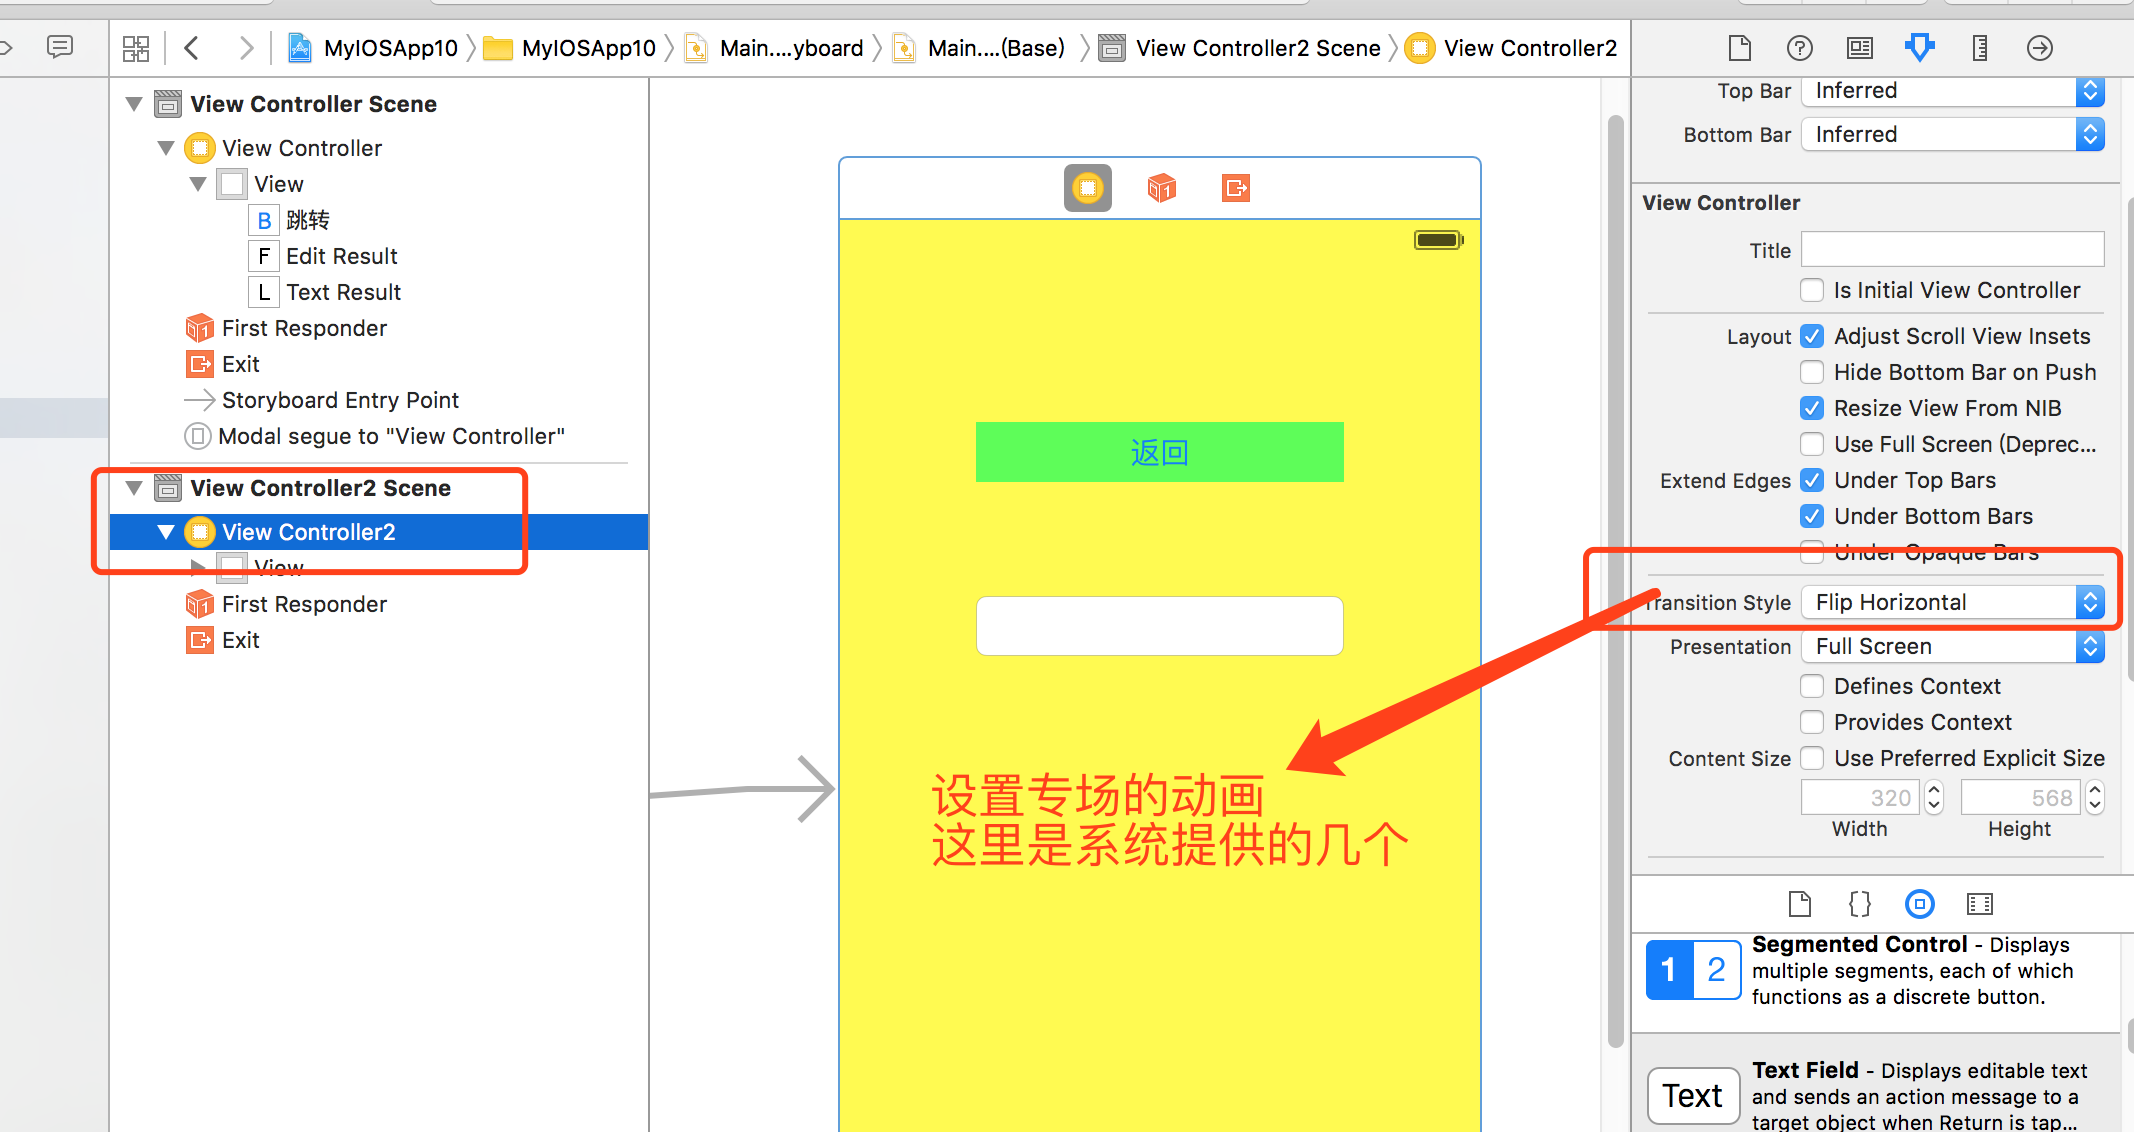 MyIOSApp10 MyIOSApp10 Main....yboard Main....(Base) View Controller2 Scene View Controller2
View Controller Scene
View Controller
View
B 跳转
F Edit Result
L Text Result
First Responder
Exit
Storyboard Entry Point
Modal segue to "View Controller"
View Controller2 Scene
View Controller2
View
First Responder
Exit
返回
设置专场的动画
这里是系统提供的几个
Top Bar Inferred
Bottom Bar Inferred
View Controller
Title
Is Initial View Controller
Layout Adjust Scroll View Insets
Hide Bottom Bar on Push
Resize View From NIB
Use Full Screen (Deprec...
Extend Edges Under Top Bars
Under Bottom Bars
Under Opaque Bars
Transition Style Flip Horizontal
Presentation Full Screen
Defines Context
Provides Context
Content Size Use Preferred Explicit Size
320 568
Width Height
1 2 Segmented Control - Displays
multiple segments, each of which
functions as a discrete button.
Text Text Field - Displays editable text
and sends an action message to a
target object when Return is tap...